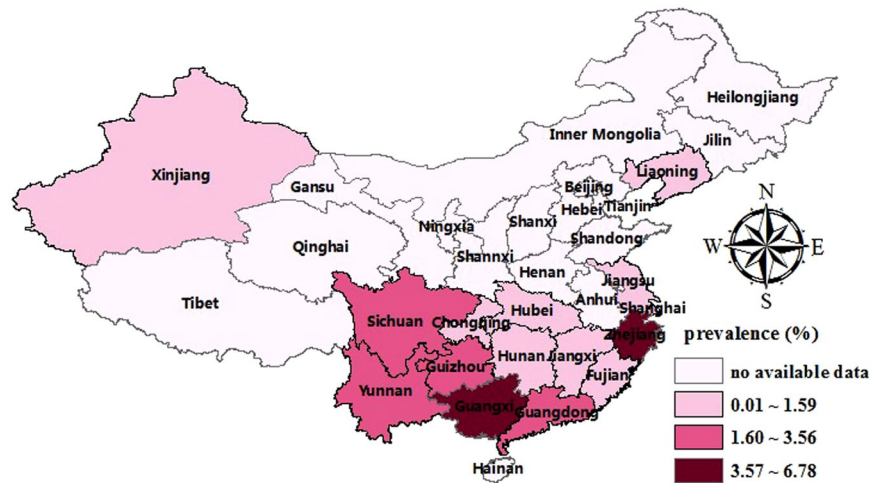 Heilongjiang
Jilin
Inner Mongolia
Liaoning
Xinjiang
Gansu
Beijing
Tianjin
Hebei
Ningxia
Shanxi
Shannxi
Shandong
Qinghai
Henan
Tibet
Jiangsu
Anhui
Shanghai
Sichuan
Chongqing
Hubei
Zhejiang
Hunan
Jiangxi
Guizhou
Fujian
Yunnan
Guangxi
Guangdong
Hainan
N
W
E
S
prevalence (%)
no available data
0.01 ~ 1.59
1.60 ~ 3.56
3.57 ~ 6.78